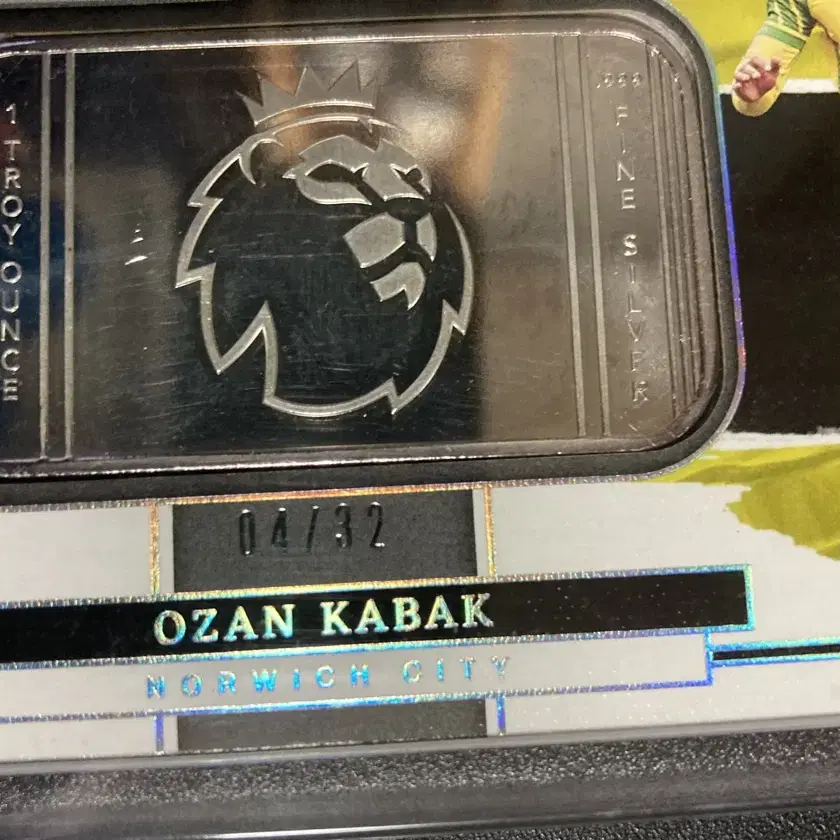 1 TROY OUNCE
.999 FINE SILVER
04/32
OZAN KABAK
NORWICH CITY